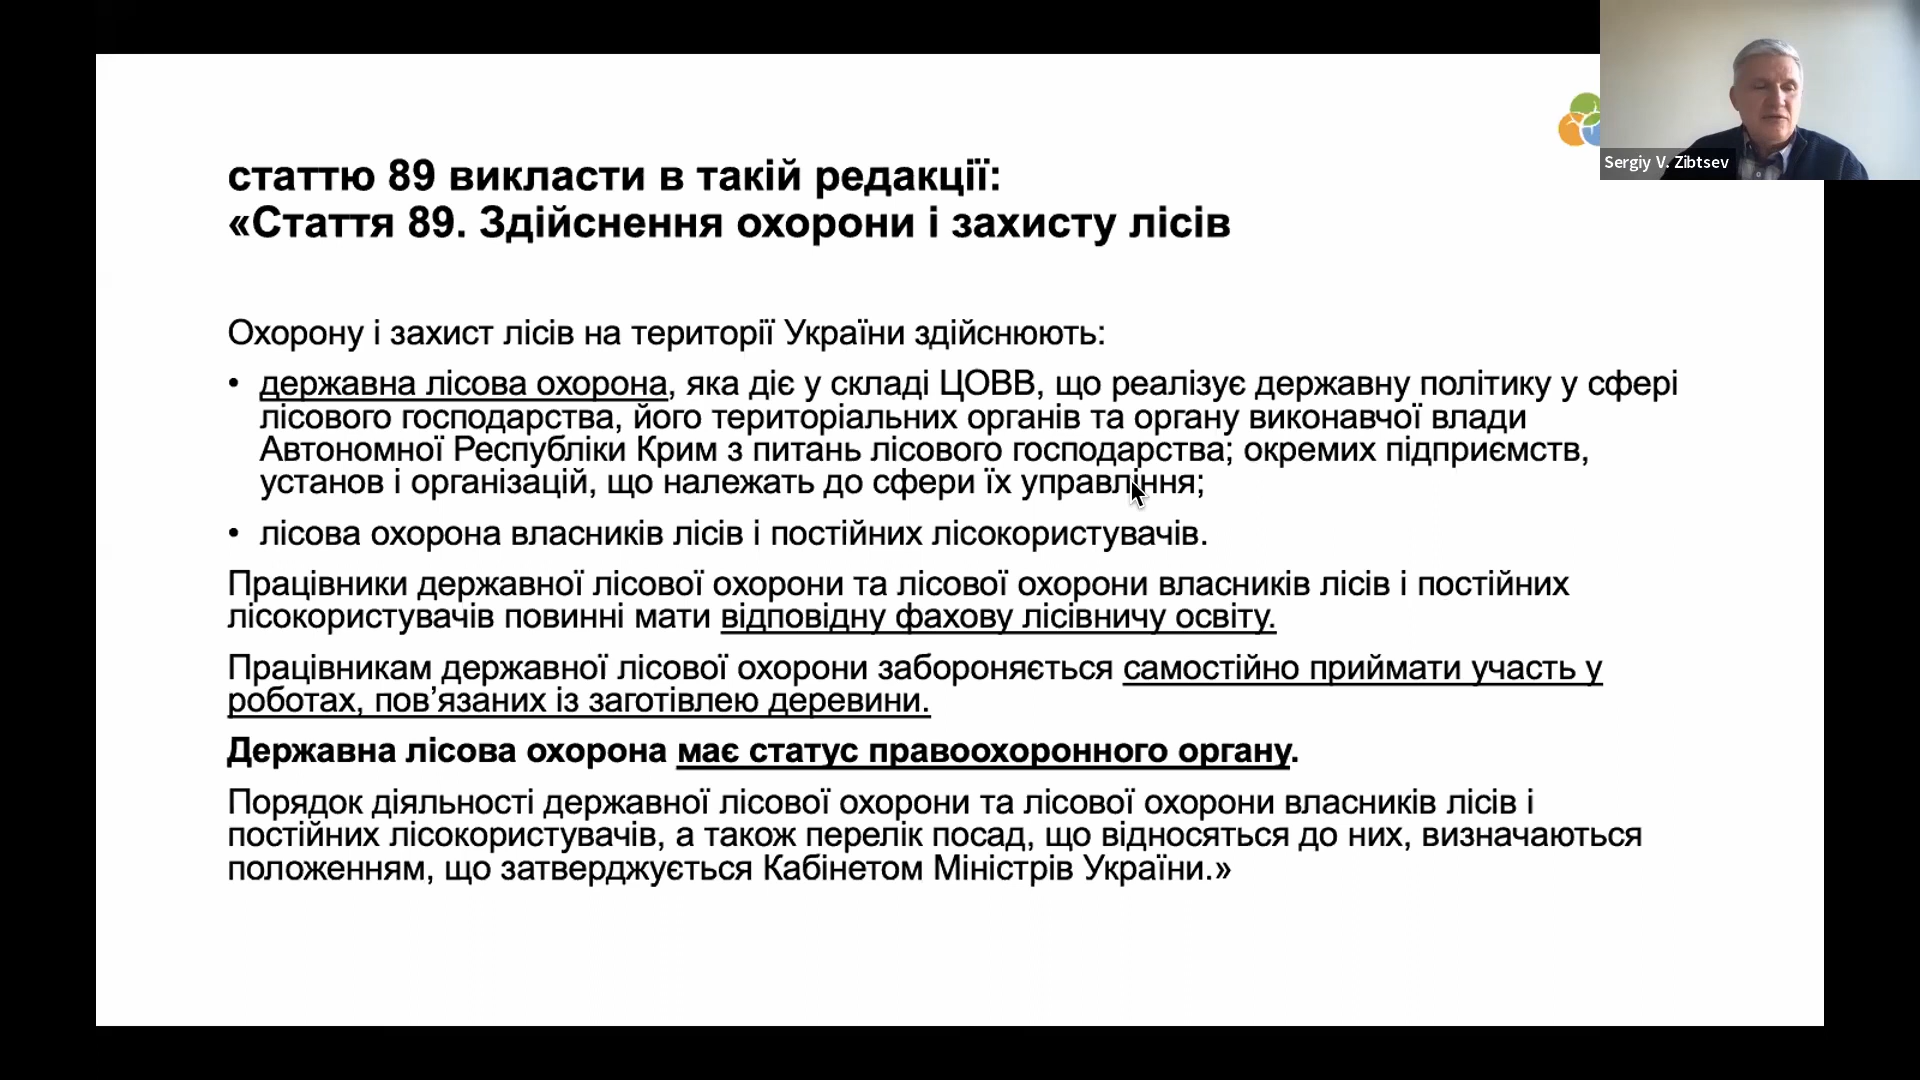 Sergiy V. Zibtsev
статтю 89 викласти в такій редакції:
«Стаття 89. Здійснення охорони і захисту лісів
Охорону і захист лісів на території України здійснюють:
• державна лісова охорона, яка діє у складі ЦОВВ, що реалізує державну політику у сфері
лісового господарства, його територіальних органів та органу виконавчої влади
Автономної Республіки Крим з питань лісового господарства; окремих підприємств,
установ і організацій, що належать до сфери їх управління;
• лісова охорона власників лісів і постійних лісокористувачів.
Працівники державної лісової охорони та лісової охорони власників лісів і постійних
лісокористувачів повинні мати відповідну фахову лісівничу освіту.
Працівникам державної лісової охорони забороняється самостійно приймати участь у
роботах, пов’язаних із заготівлею деревини.
Державна лісова охорона має статус правоохоронного органу.
Порядок діяльності державної лісової охорони та лісової охорони власників лісів і
постійних лісокористувачів, а також перелік посад, що відносяться до них, визначаються
положенням, що затверджується Кабінетом Міністрів України.»